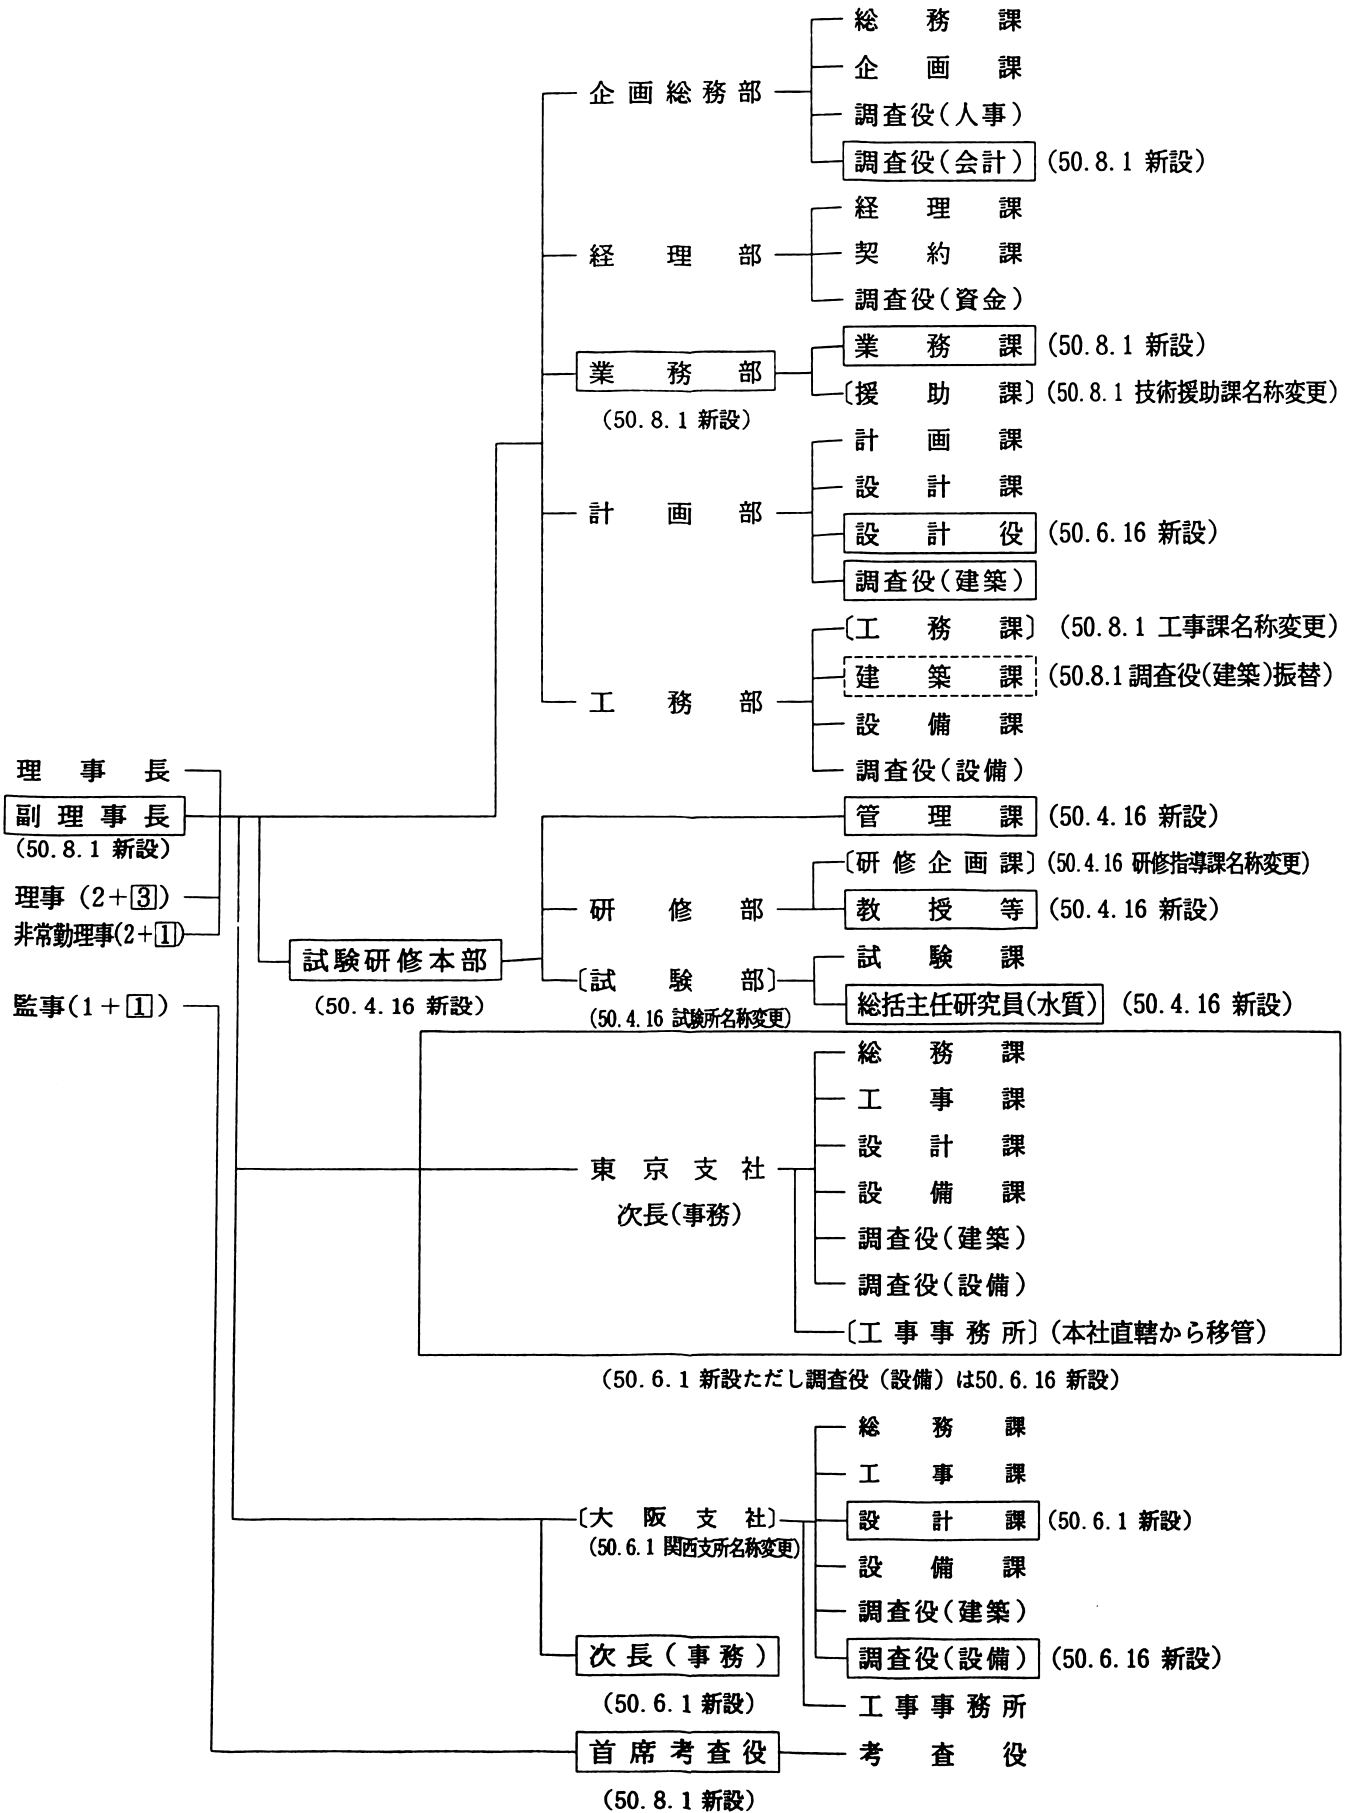 総務課
企画課
企画総務部
調査役(人事)
調査役(会計) (50.8.1 新設)
経理課
経理部
契約課
調査役(資金)
業務課 (50.8.1 新設)
業務部
〔援助課〕(50.8.1 技術援助課名称変更)
(50.8.1 新設)
計画課
設計課
計画部
設計役 (50.6.16 新設)
調査役(建築)
〔工務課〕 (50.8.1 工事課名称変更)
建築課 (50.8.1調査役(建築)振替)
工務部
設備課
調査役(設備)
理事長
副理事長
(50.8.1 新設)
理事 (2+3)
非常勤理事(2+1)
監事(1+1)
管理課 (50.4.16 新設)
〔研修企画課〕(50.4.16 研修指導課名称変更)
研修部
教授等 (50.4.16 新設)
試験研修本部
(50.4.16 新設)
試験課
〔試験部〕
(50.4.16 試験所名称変更)
総括主任研究員(水質) (50.4.16 新設)
総務課
工事課
設計課
東京支社
次長(事務)
設備課
調査役(建築)
調査役(設備)
〔工事事務所〕(本社直轄から移管)
(50.6.1 新設ただし調査役(設備)は50.6.16 新設)
総務課
工事課
〔大阪支社〕
(50.6.1 関西支所名称変更)
設計課 (50.6.1 新設)
設備課
調査役(建築)
次長(事務)
(50.6.1 新設)
調査役(設備) (50.6.16 新設)
工事事務所
首席考査役
考査役
(50.8.1 新設)